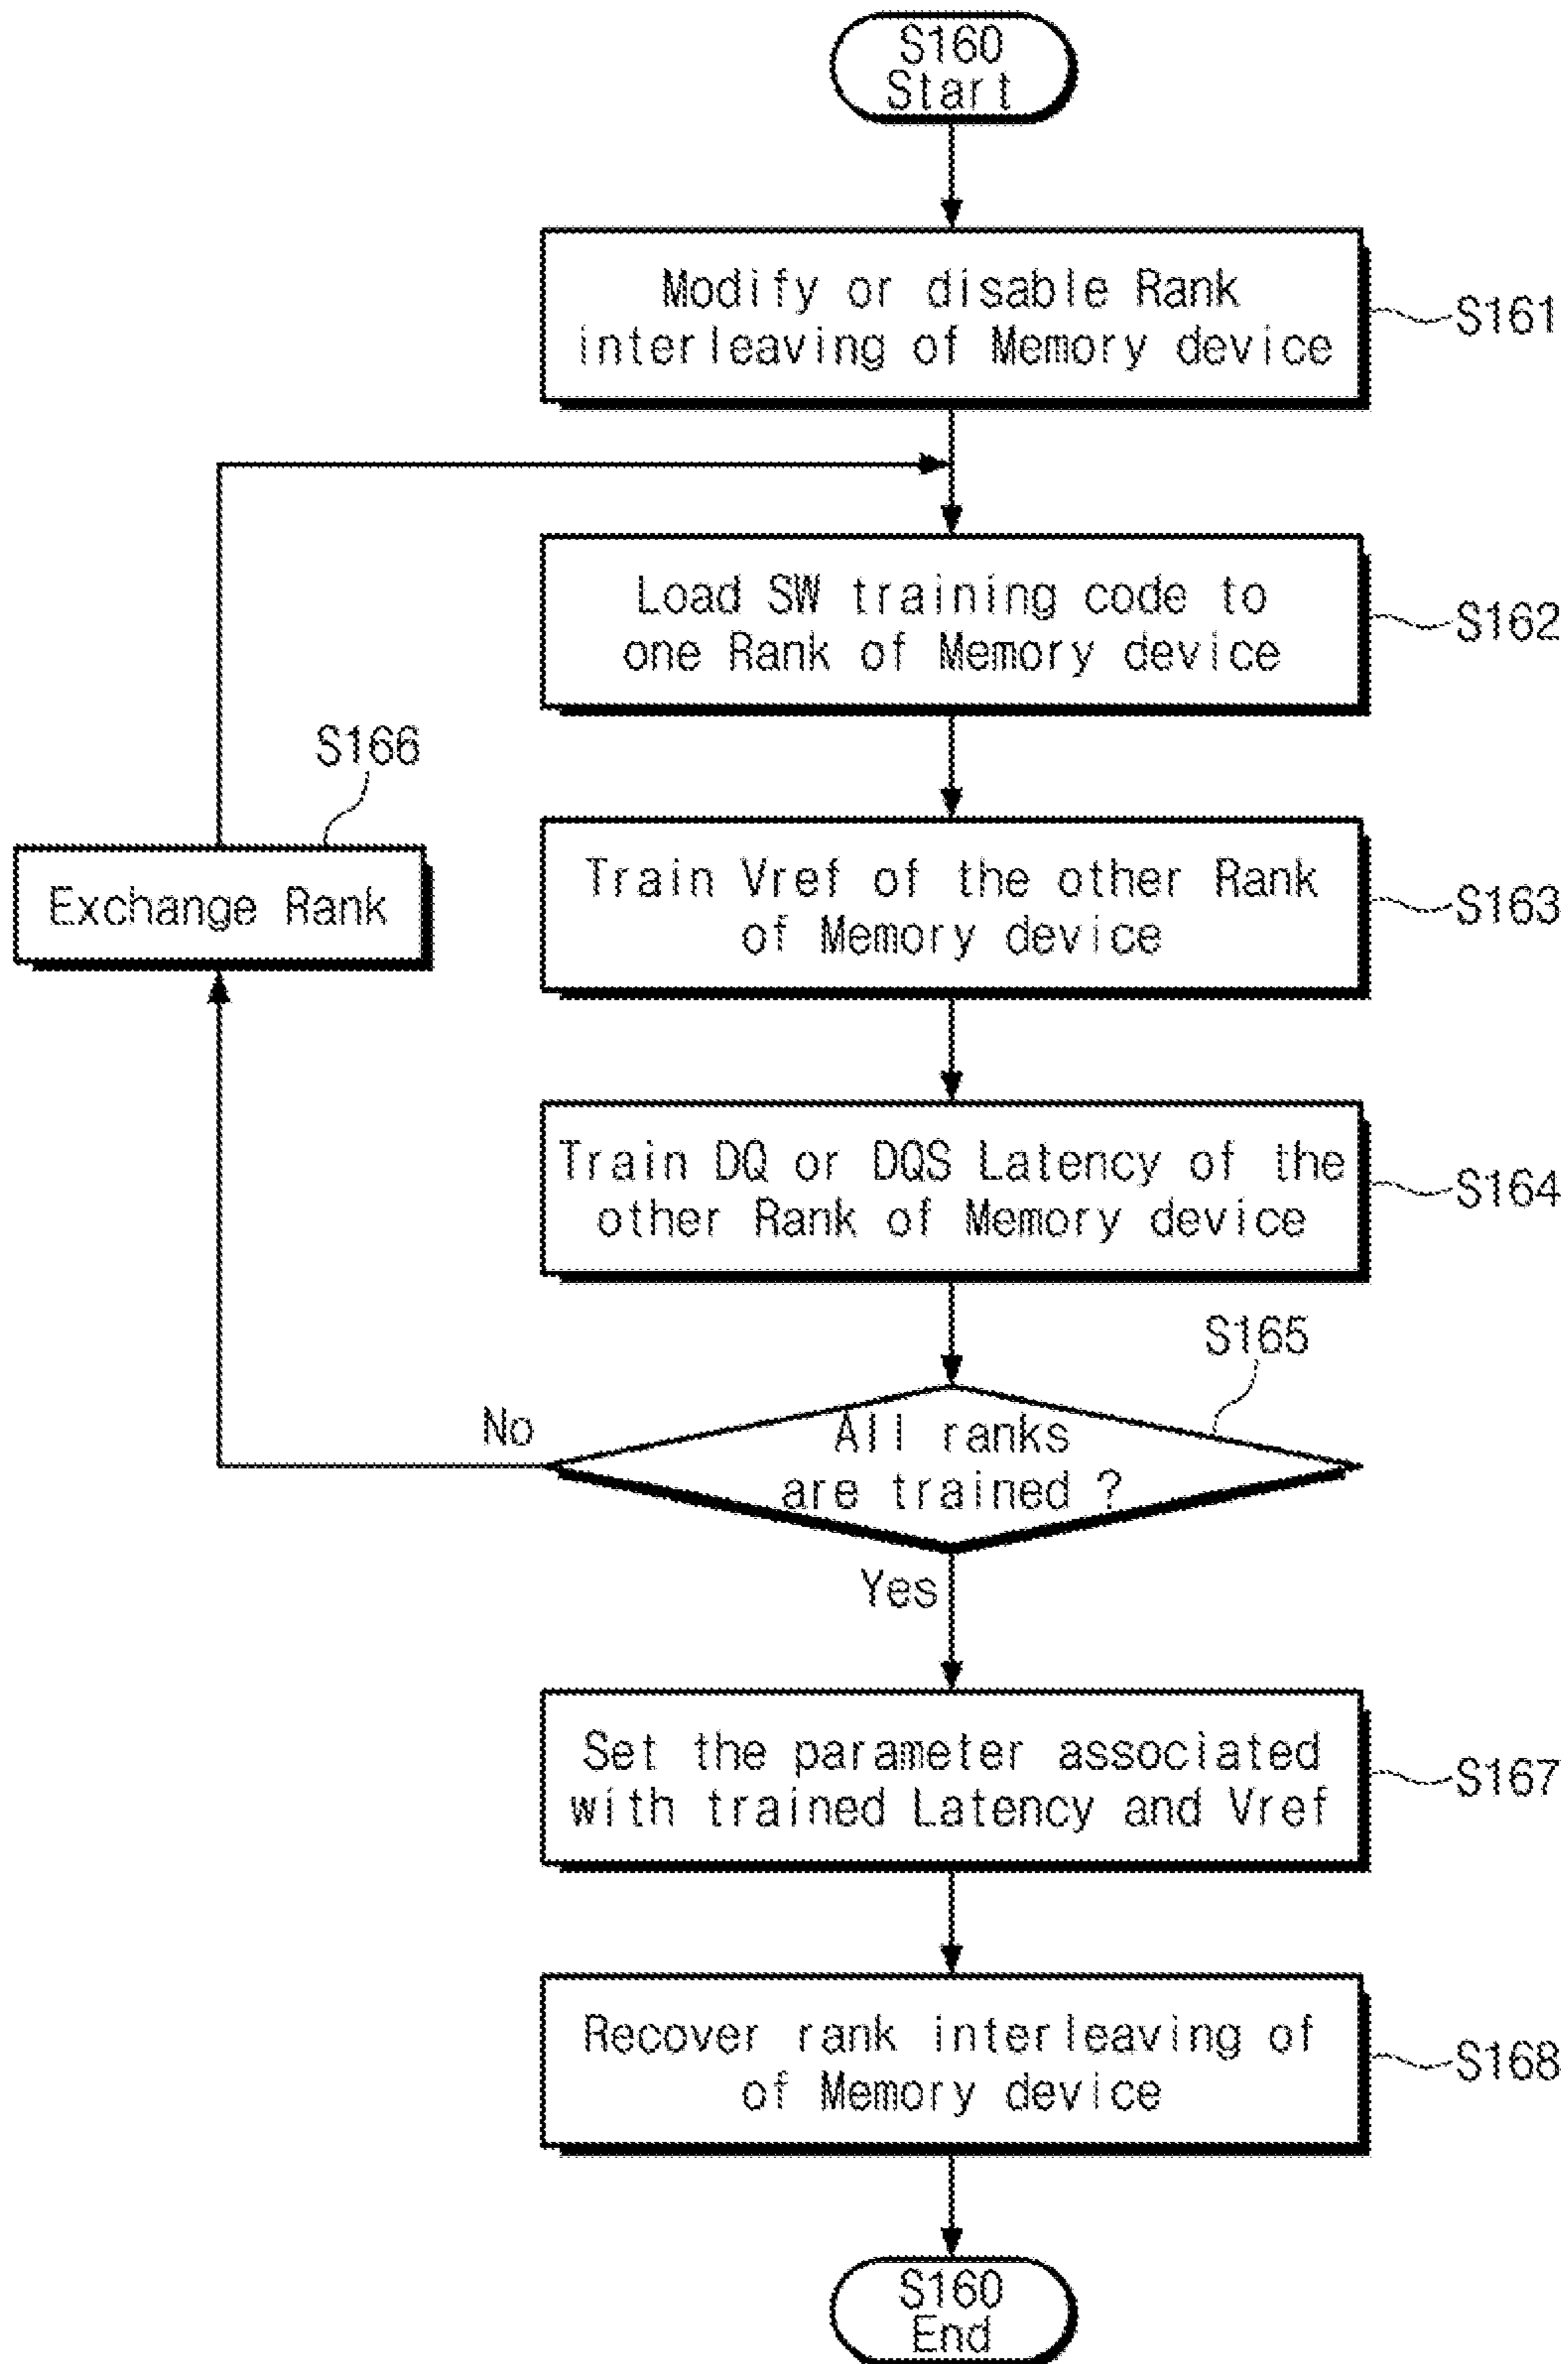 S160
Start
Modify or disable Rank
interleaving of Memory device
S161
Load SW training code to
one Rank of Memory device
S162
S166
Exchange Rank
Train Vref of the other Rank
of Memory device
S163
Train DQ or DQS Latency of the
other Rank of Memory device
S164
S165
No
All ranks
are trained ?
Yes
Set the parameter associated
with trained Latency and Vref
S167
Recover rank interleaving of
of Memory device
S168
S160
End